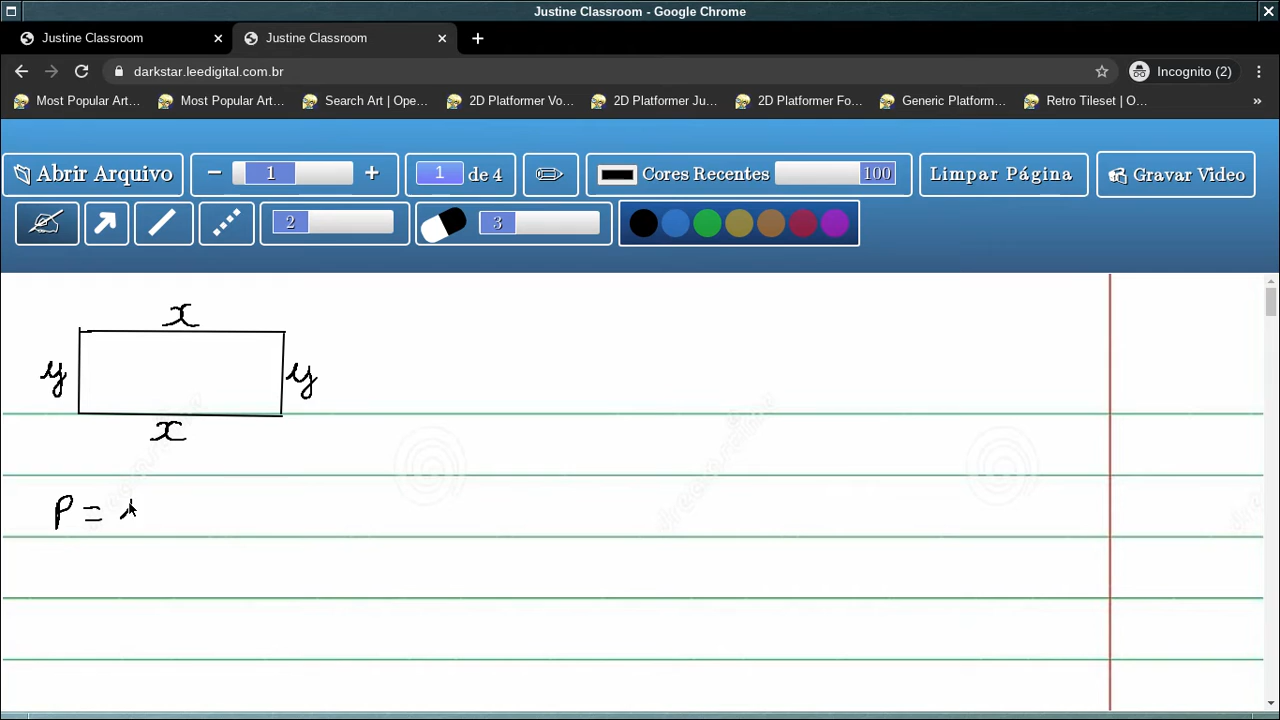 Justine Classroom - Google Chrome
Justine Classroom
Justine Classroom
darkstar.leedigital.com.br
Incognito (2)
Most Popular Art...
Most Popular Art...
Search Art | Ope...
2D Platformer Vo...
2D Platformer Ju...
2D Platformer Fo...
Generic Platform...
Retro Tileset | O...
»
Abrir Arquivo
− 1 +
1 de 4
Cores Recentes 100
Limpar Página
Gravar Video
2
3
x
y
y
x
P =